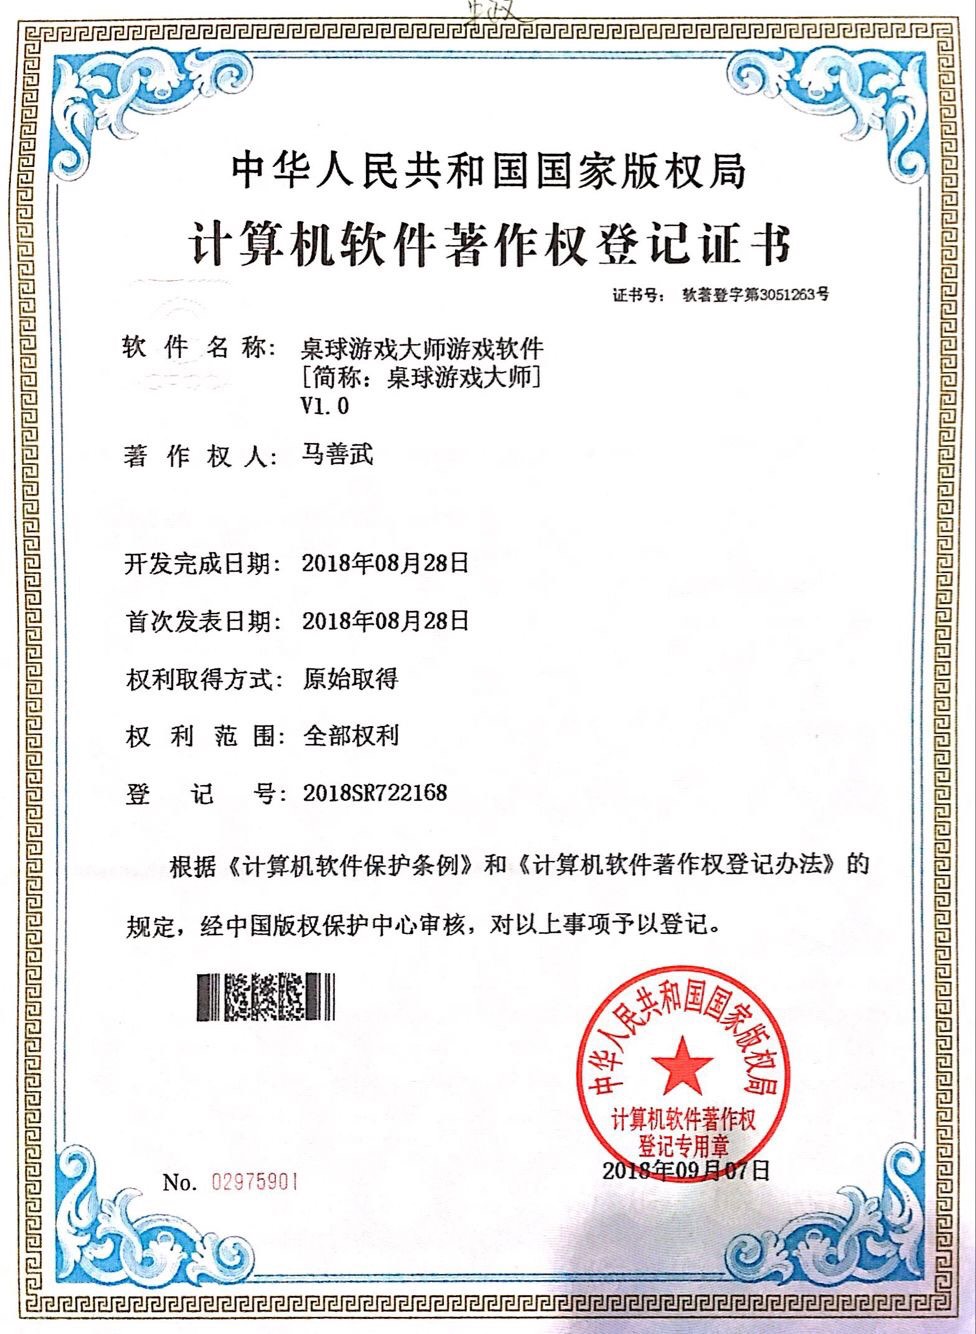 中华人民共和国国家版权局
计算机软件著作权登记证书
证书号： 软著登字第3051263号
软件名称： 桌球游戏大师游戏软件
[简称：桌球游戏大师]
V1.0
著作权人： 马善武
开发完成日期： 2018年08月28日
首次发表日期： 2018年08月28日
权利取得方式： 原始取得
权利范围： 全部权利
登记号： 2018SR722168
根据《计算机软件保护条例》和《计算机软件著作权登记办法》的
规定，经中国版权保护中心审核，对以上事项予以登记。
中华人民共和国国家版权局
计算机软件著作权
登记专用章
2018年09月07日
No. 02975901